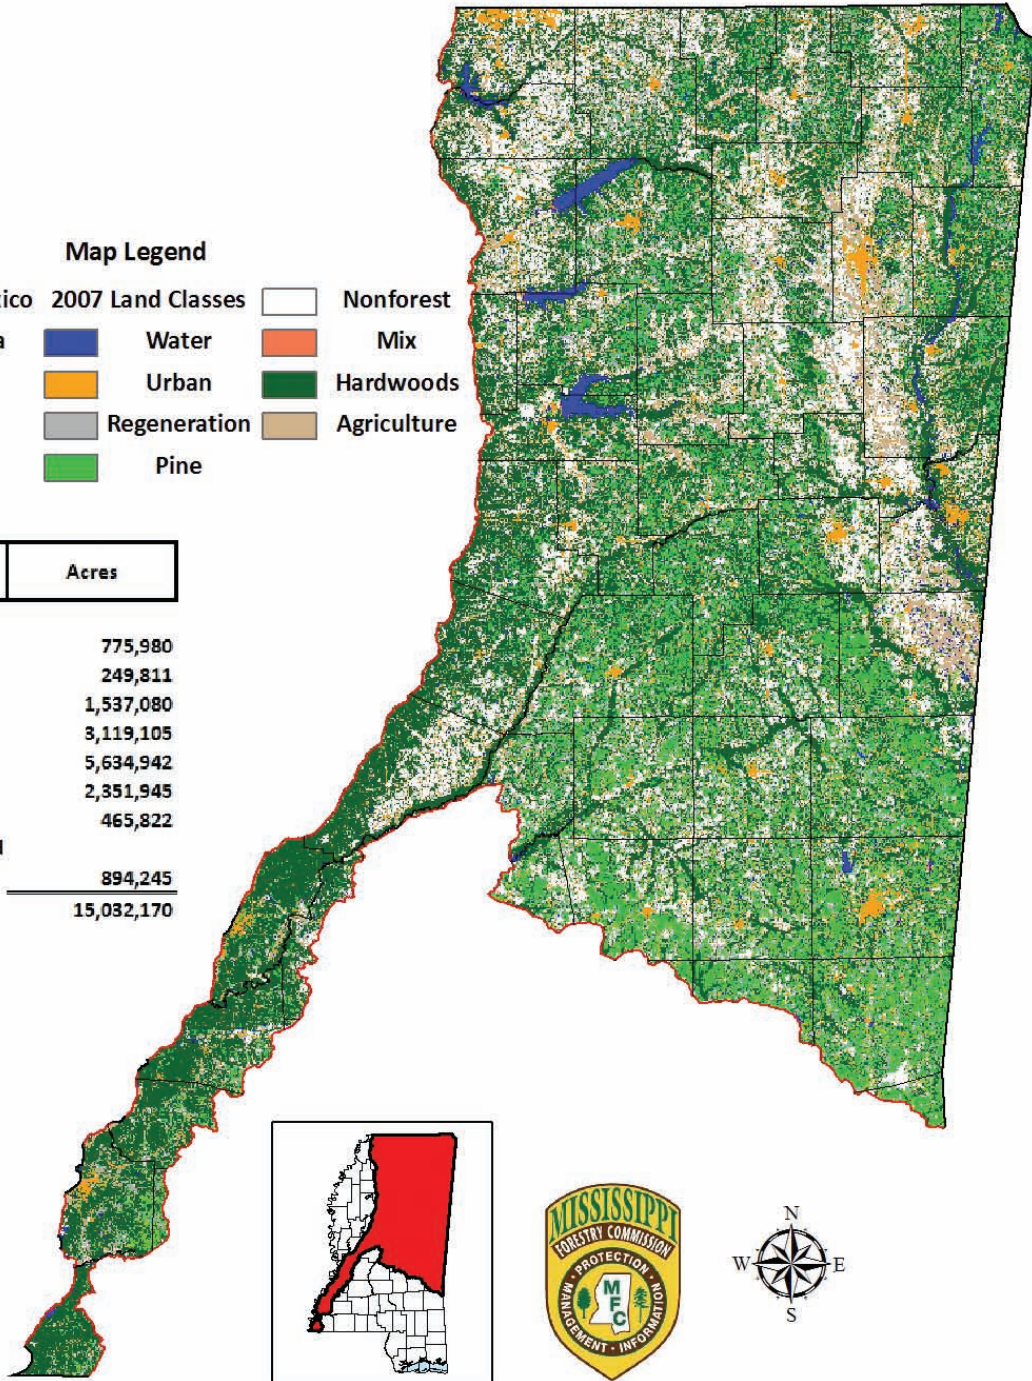 Map Legend
ico 2007 Land Classes Nonforest
a Water Mix
Urban Hardwoods
Regeneration Agriculture
Pine
Acres
775,980
249,811
1,537,080
3,119,105
5,634,942
2,351,945
465,822
894,245
15,032,170
MISSISSIPPI
FORESTRY COMMISSION
PROTECTION
MANAGEMENT · INFORMATION
M
F
C
N
W E
S